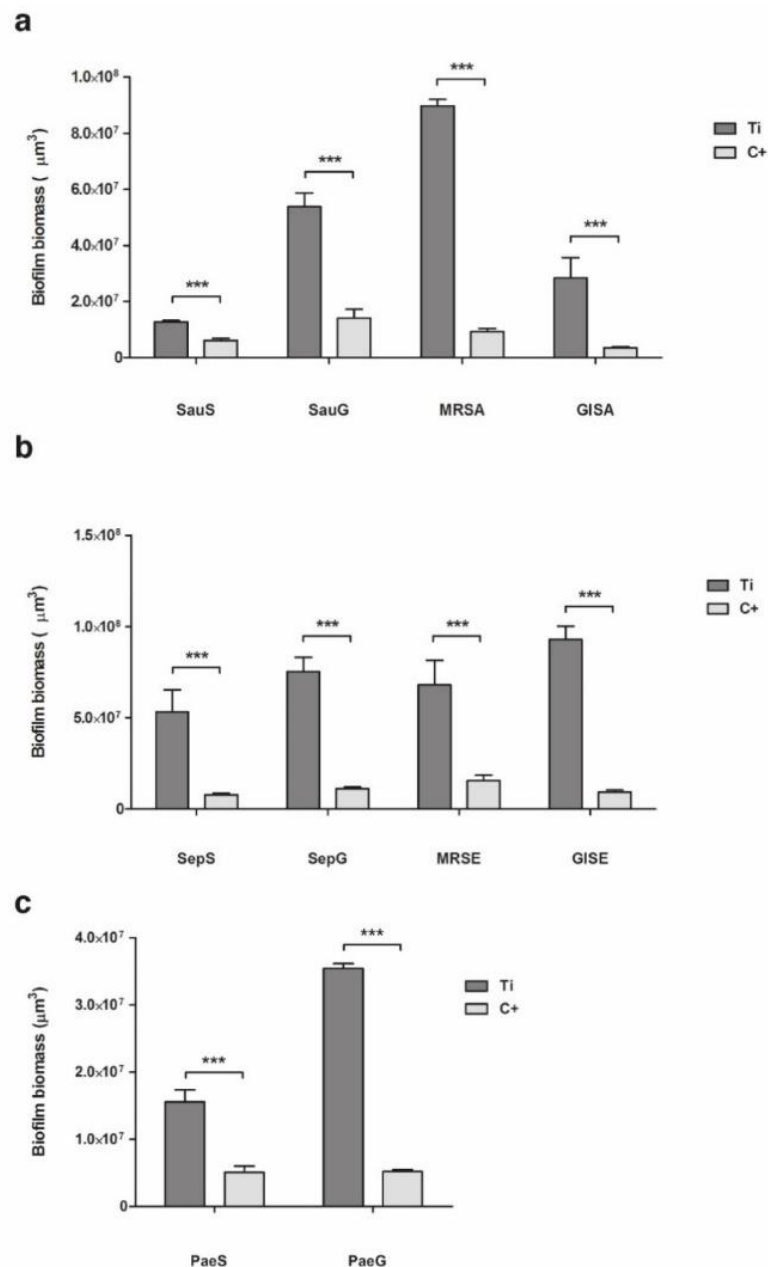 a
1.0×10⁸
8.0×10⁷
6.0×10⁷
4.0×10⁷
2.0×10⁷
0
Biofilm biomass ( μm³)
***
***
***
***
Ti
C+
SauS SauG MRSA GISA
b
1.5×10⁸
1.0×10⁸
5.0×10⁷
0
Biofilm biomass ( μm³)
***
***
***
***
Ti
C+
SepS SepG MRSE GISE
c
4.0×10⁷
3.0×10⁷
2.0×10⁷
1.0×10⁷
0
Biofilm biomass (μm³)
***
***
Ti
C+
PaeS PaeG